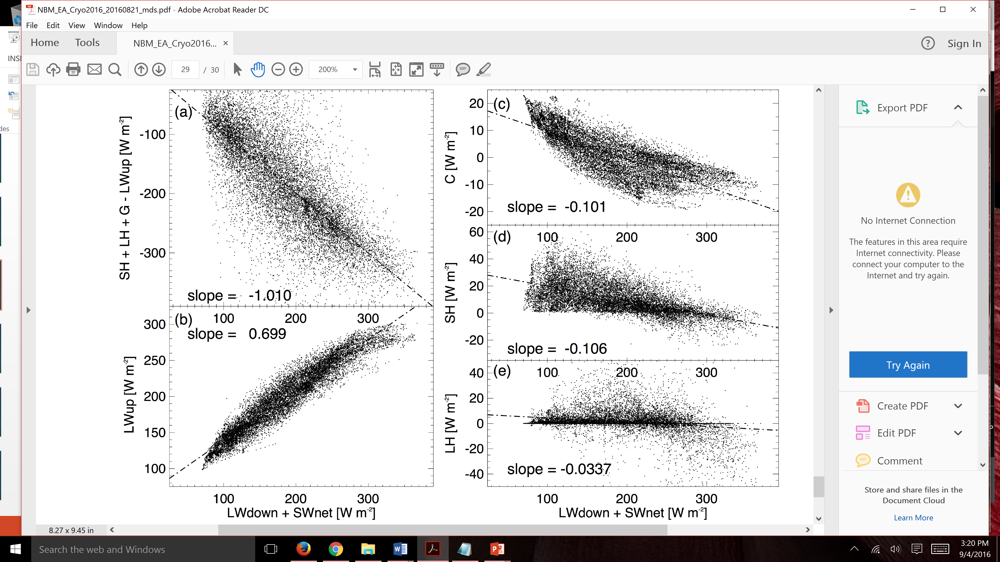 NBM_EA_Cryo2016_20160821_mds.pdf - Adobe Acrobat Reader DC
File Edit View Window Help
Home Tools NBM_EA_Cryo2016... × ? Sign In
INSI
29 / 30 200%
des
(a)
-100
-200
-300
SH + LH + G - LWup [W m-2]
slope = -1.010
(b) 100 200 300
slope = 0.699
300
250
200
150
100
LWup [W m-2]
100 200 300
LWdown + SWnet [W m-2]
(c)
20
10
0
-10
-20
C [W m-2]
slope = -0.101
(d) 100 200 300
60
40
20
0
-20
SH [W m-2]
slope = -0.106
(e) 100 200 300
40
20
0
-20
-40
LH [W m-2]
slope = -0.0337
100 200 300
LWdown + SWnet [W m-2]
8.27 x 9.45 in
Export PDF
No Internet Connection
The features in this area require
Internet connectivity. Please
connect your computer to the
Internet and try again.
Try Again
Create PDF
Edit PDF
Comment
Store and share files in the
Document Cloud
Learn More
Search the web and Windows
3:20 PM
9/4/2016